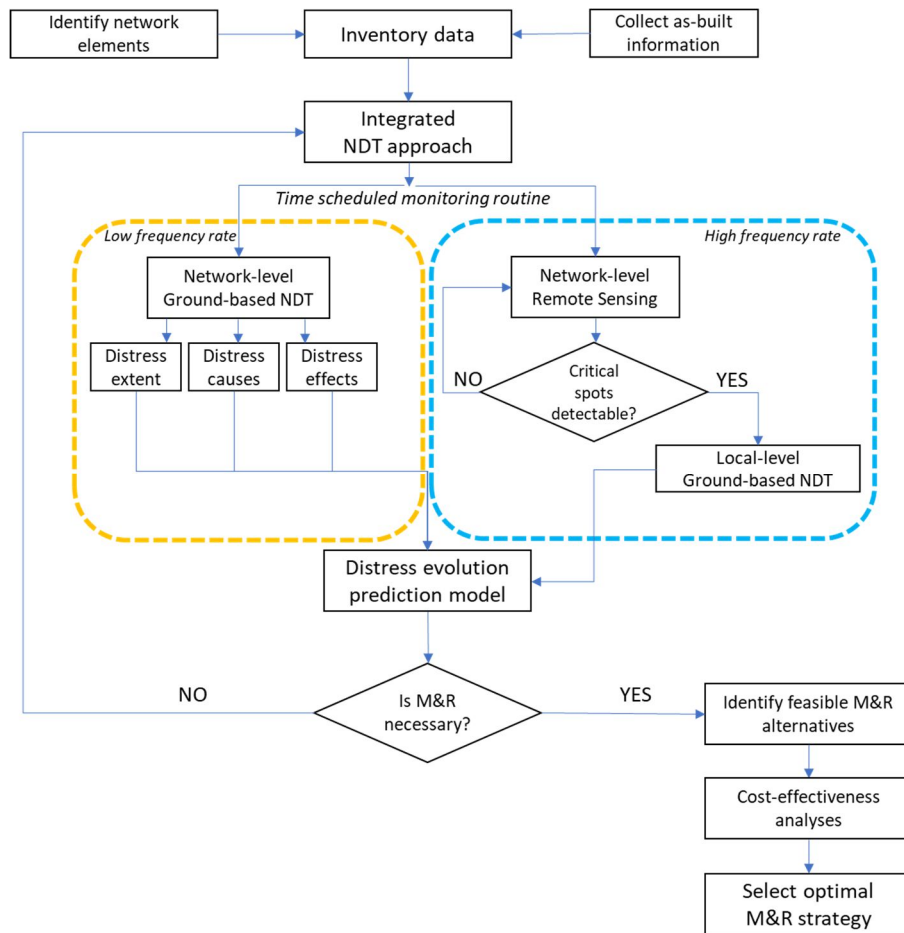 Identify network
elements
Inventory data
Collect as-built
information
Integrated
NDT approach
Time scheduled monitoring routine
Low frequency rate
High frequency rate
Network-level
Ground-based NDT
Network-level
Remote Sensing
Distress
extent
Distress
causes
Distress
effects
NO
Critical
spots
detectable?
YES
Local-level
Ground-based NDT
Distress evolution
prediction model
NO
Is M&R
necessary?
YES
Identify feasible M&R
alternatives
Cost-effectiveness
analyses
Select optimal
M&R strategy